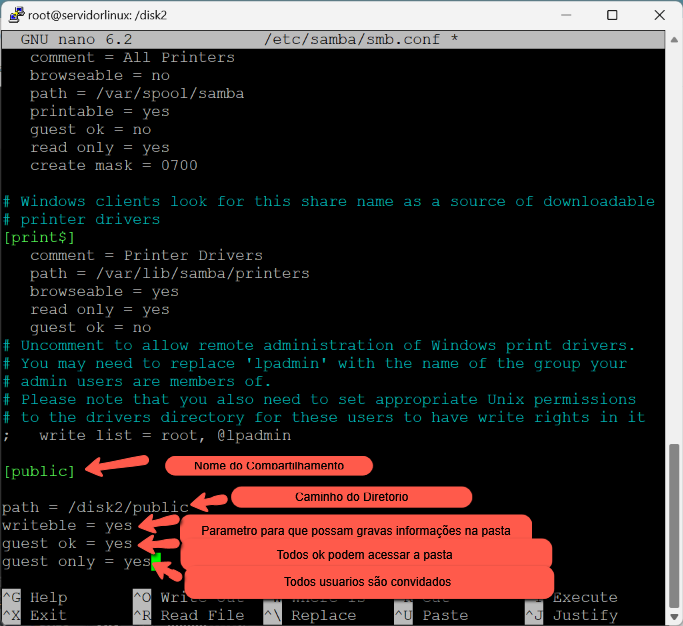 root@servidorlinux: /disk2
GNU nano 6.2 /etc/samba/smb.conf *
comment = All Printers
browseable = no
path = /var/spool/samba
printable = yes
guest ok = no
read only = yes
create mask = 0700
# Windows clients look for this share name as a source of downloadable
# printer drivers
[print$]
comment = Printer Drivers
path = /var/lib/samba/printers
browseable = yes
read only = yes
guest ok = no
# Uncomment to allow remote administration of Windows print drivers.
# You may need to replace 'lpadmin' with the name of the group your
# admin users are members of.
# Please note that you also need to set appropriate Unix permissions
# to the drivers directory for these users to have write rights in it
; write list = root, @lpadmin
[public] Nome do Compartilhamento
Caminho do Diretorio
path = /disk2/public
writeble = yes Parametro para que possam gravas informações na pasta
guest ok = yes Todos ok podem acessar a pasta
guest only = yes
Todos usuarios são convidados
^G Help ^O Execute
^X Exit ^R Read File ^\ Replace ^U Paste ^J Justify